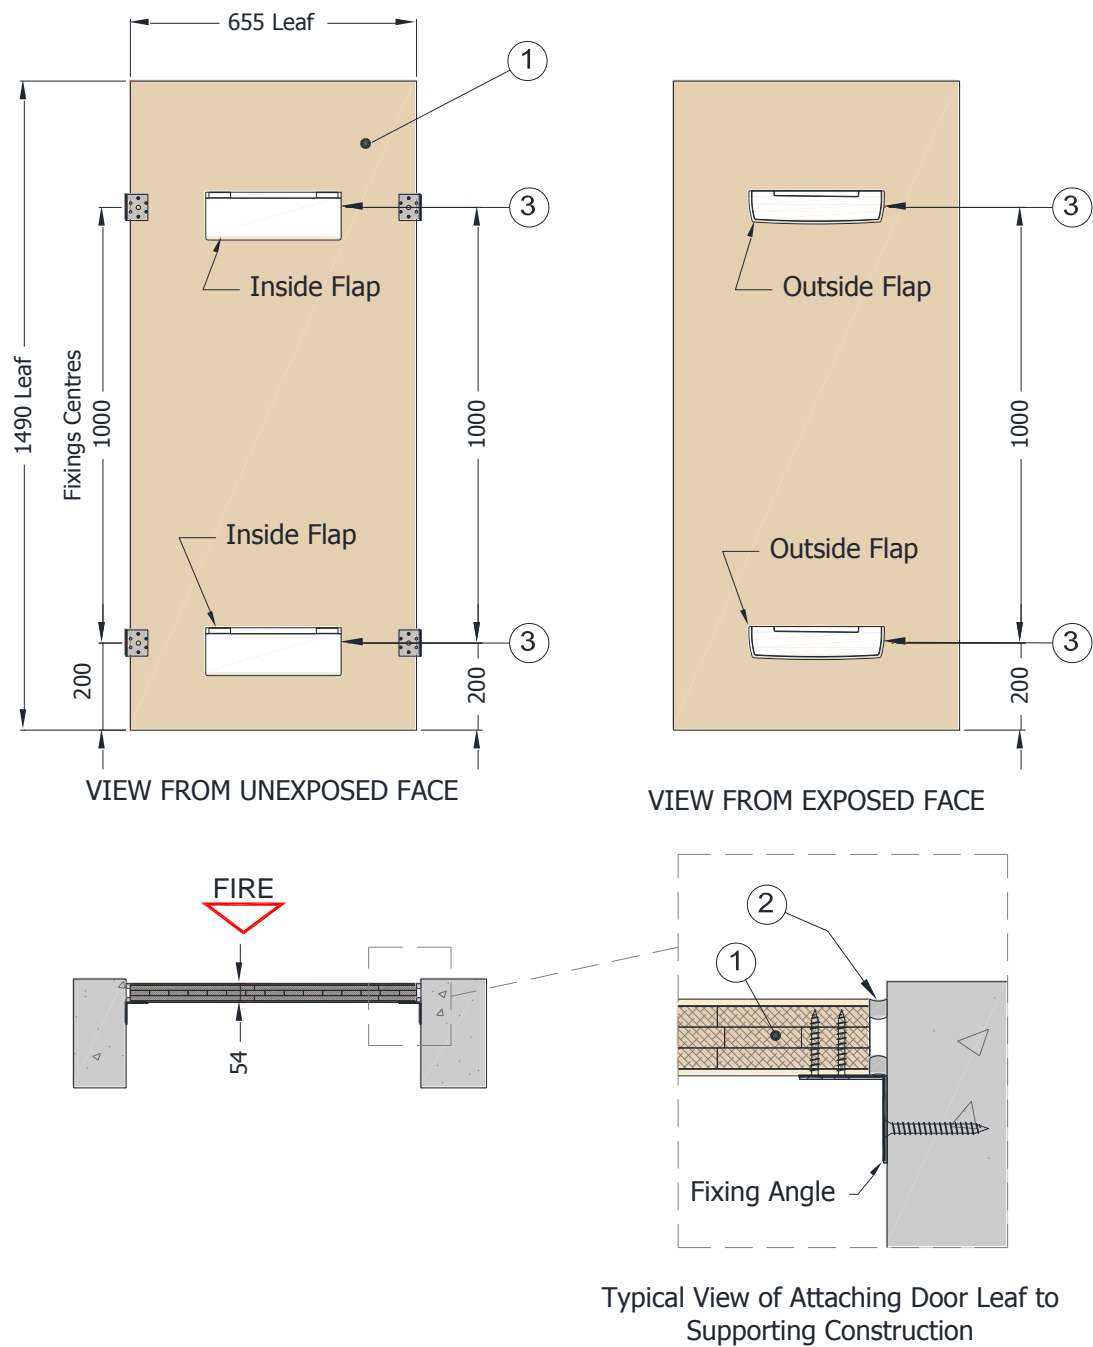 655 Leaf
1
3
3
Inside Flap
Outside Flap
1490 Leaf
Fixings Centres
1000
1000
1000
Inside Flap
Outside Flap
3
3
200
200
200
VIEW FROM UNEXPOSED FACE
VIEW FROM EXPOSED FACE
FIRE
54
2
1
Fixing Angle
Typical View of Attaching Door Leaf to
Supporting Construction